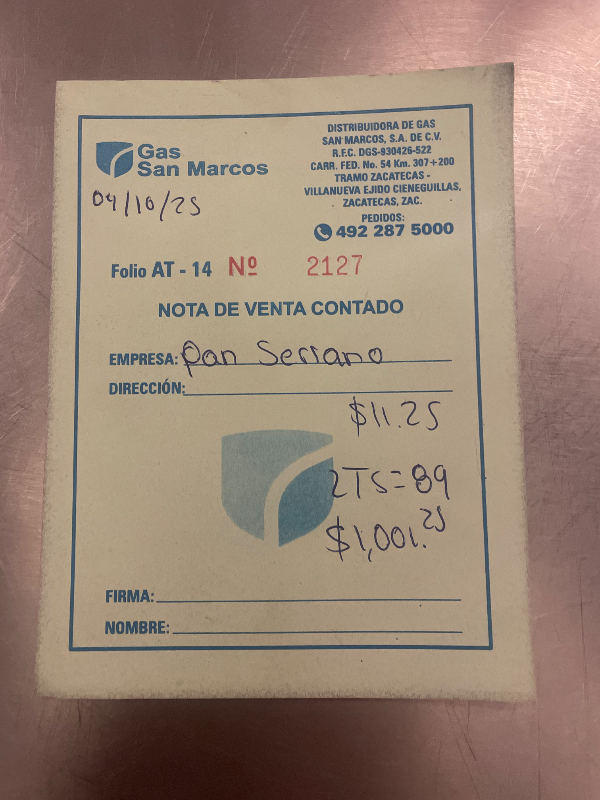 Gas
San Marcos
DISTRIBUIDORA DE GAS
SAN MARCOS, S.A. DE C.V.
R.F.C. DGS-930426-522
CARR. FED. No. 54 Km. 307+200
TRAMO ZACATECAS -
VILLANUEVA EJIDO CIENEGUILLAS,
ZACATECAS, ZAC.
PEDIDOS:
492 287 5000
04/10/25
Folio AT - 14 Nº 2127
NOTA DE VENTA CONTADO
EMPRESA: Pan Serrano
DIRECCIÓN:
$11.25
LTS=89
$1,001.25
FIRMA:
NOMBRE: